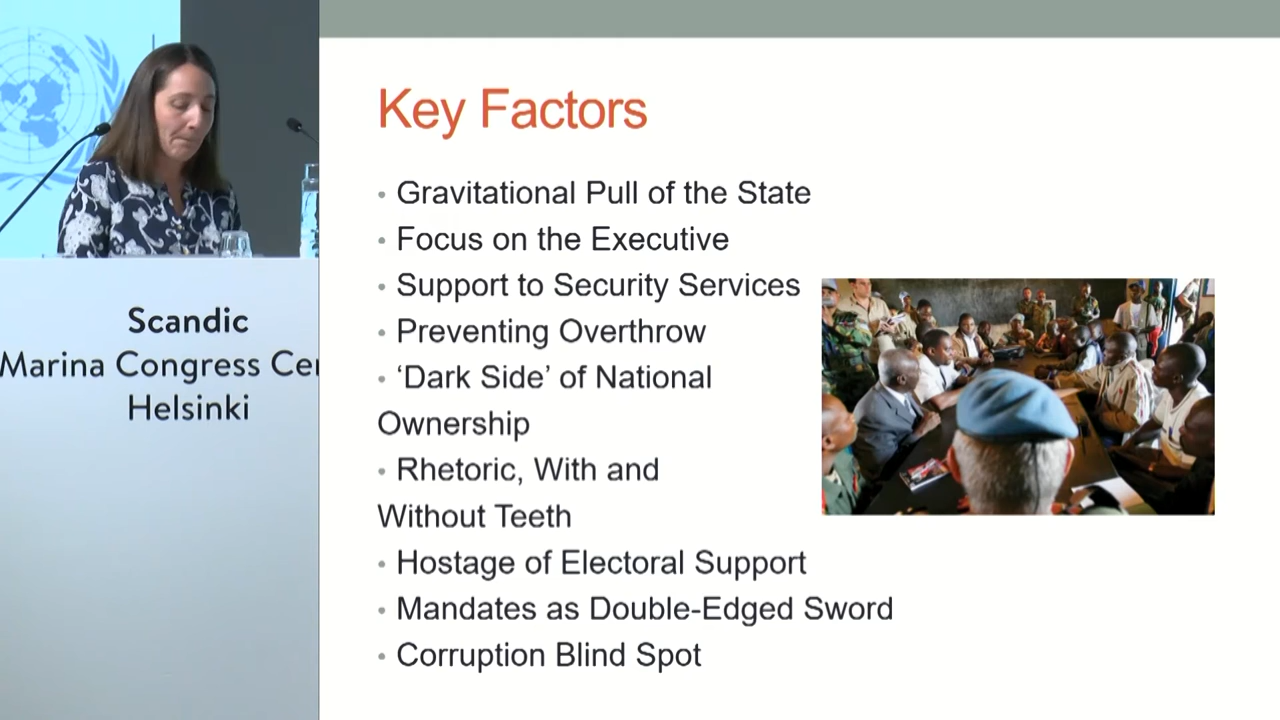 Scandic
Marina Congress Cen
Helsinki
Key Factors
• Gravitational Pull of the State
• Focus on the Executive
• Support to Security Services
• Preventing Overthrow
• ‘Dark Side’ of National
Ownership
• Rhetoric, With and
Without Teeth
• Hostage of Electoral Support
• Mandates as Double-Edged Sword
• Corruption Blind Spot